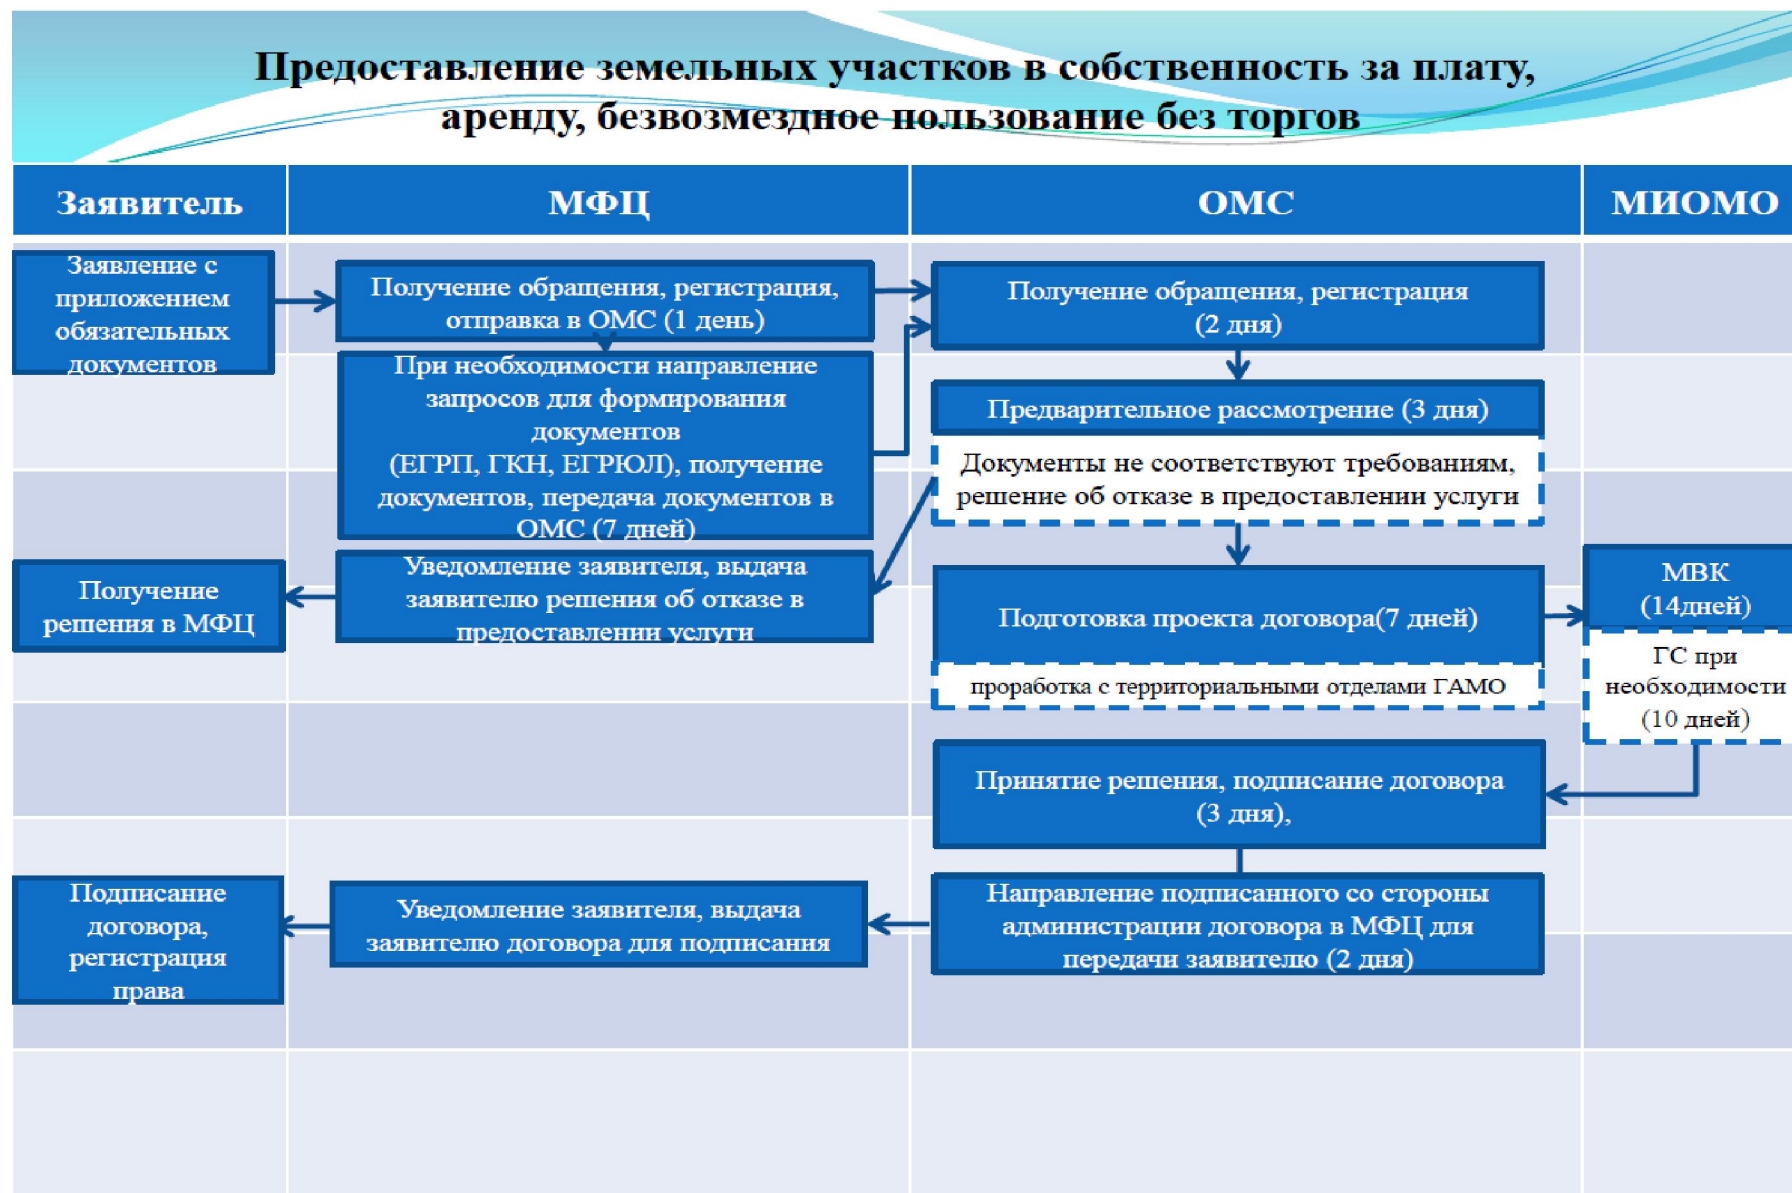 Предоставление земельных участков в собственность за плату,
аренду, безвозмездное пользование без торгов
Заявитель
МФЦ
ОМС
МИОМО
Заявление с
приложением
обязательных
документов
Получение обращения, регистрация,
отправка в ОМС (1 день)
Получение обращения, регистрация
(2 дня)
При необходимости направление
запросов для формирования
документов
(ЕГРП, ГКН, ЕГРЮЛ), получение
документов, передача документов в
ОМС (7 дней)
Предварительное рассмотрение (3 дня)
Документы не соответствуют требованиям,
решение об отказе в предоставлении услуги
Получение
решения в МФЦ
Уведомление заявителя, выдача
заявителю решения об отказе в
предоставлении услуги
Подготовка проекта договора(7 дней)
проработка с территориальными отделами ГАМО
МВК
(14дней)
ГС при
необходимости
(10 дней)
Принятие решения, подписание договора
(3 дня),
Подписание
договора,
регистрация
права
Уведомление заявителя, выдача
заявителю договора для подписания
Направление подписанного со стороны
администрации договора в МФЦ для
передачи заявителю (2 дня)